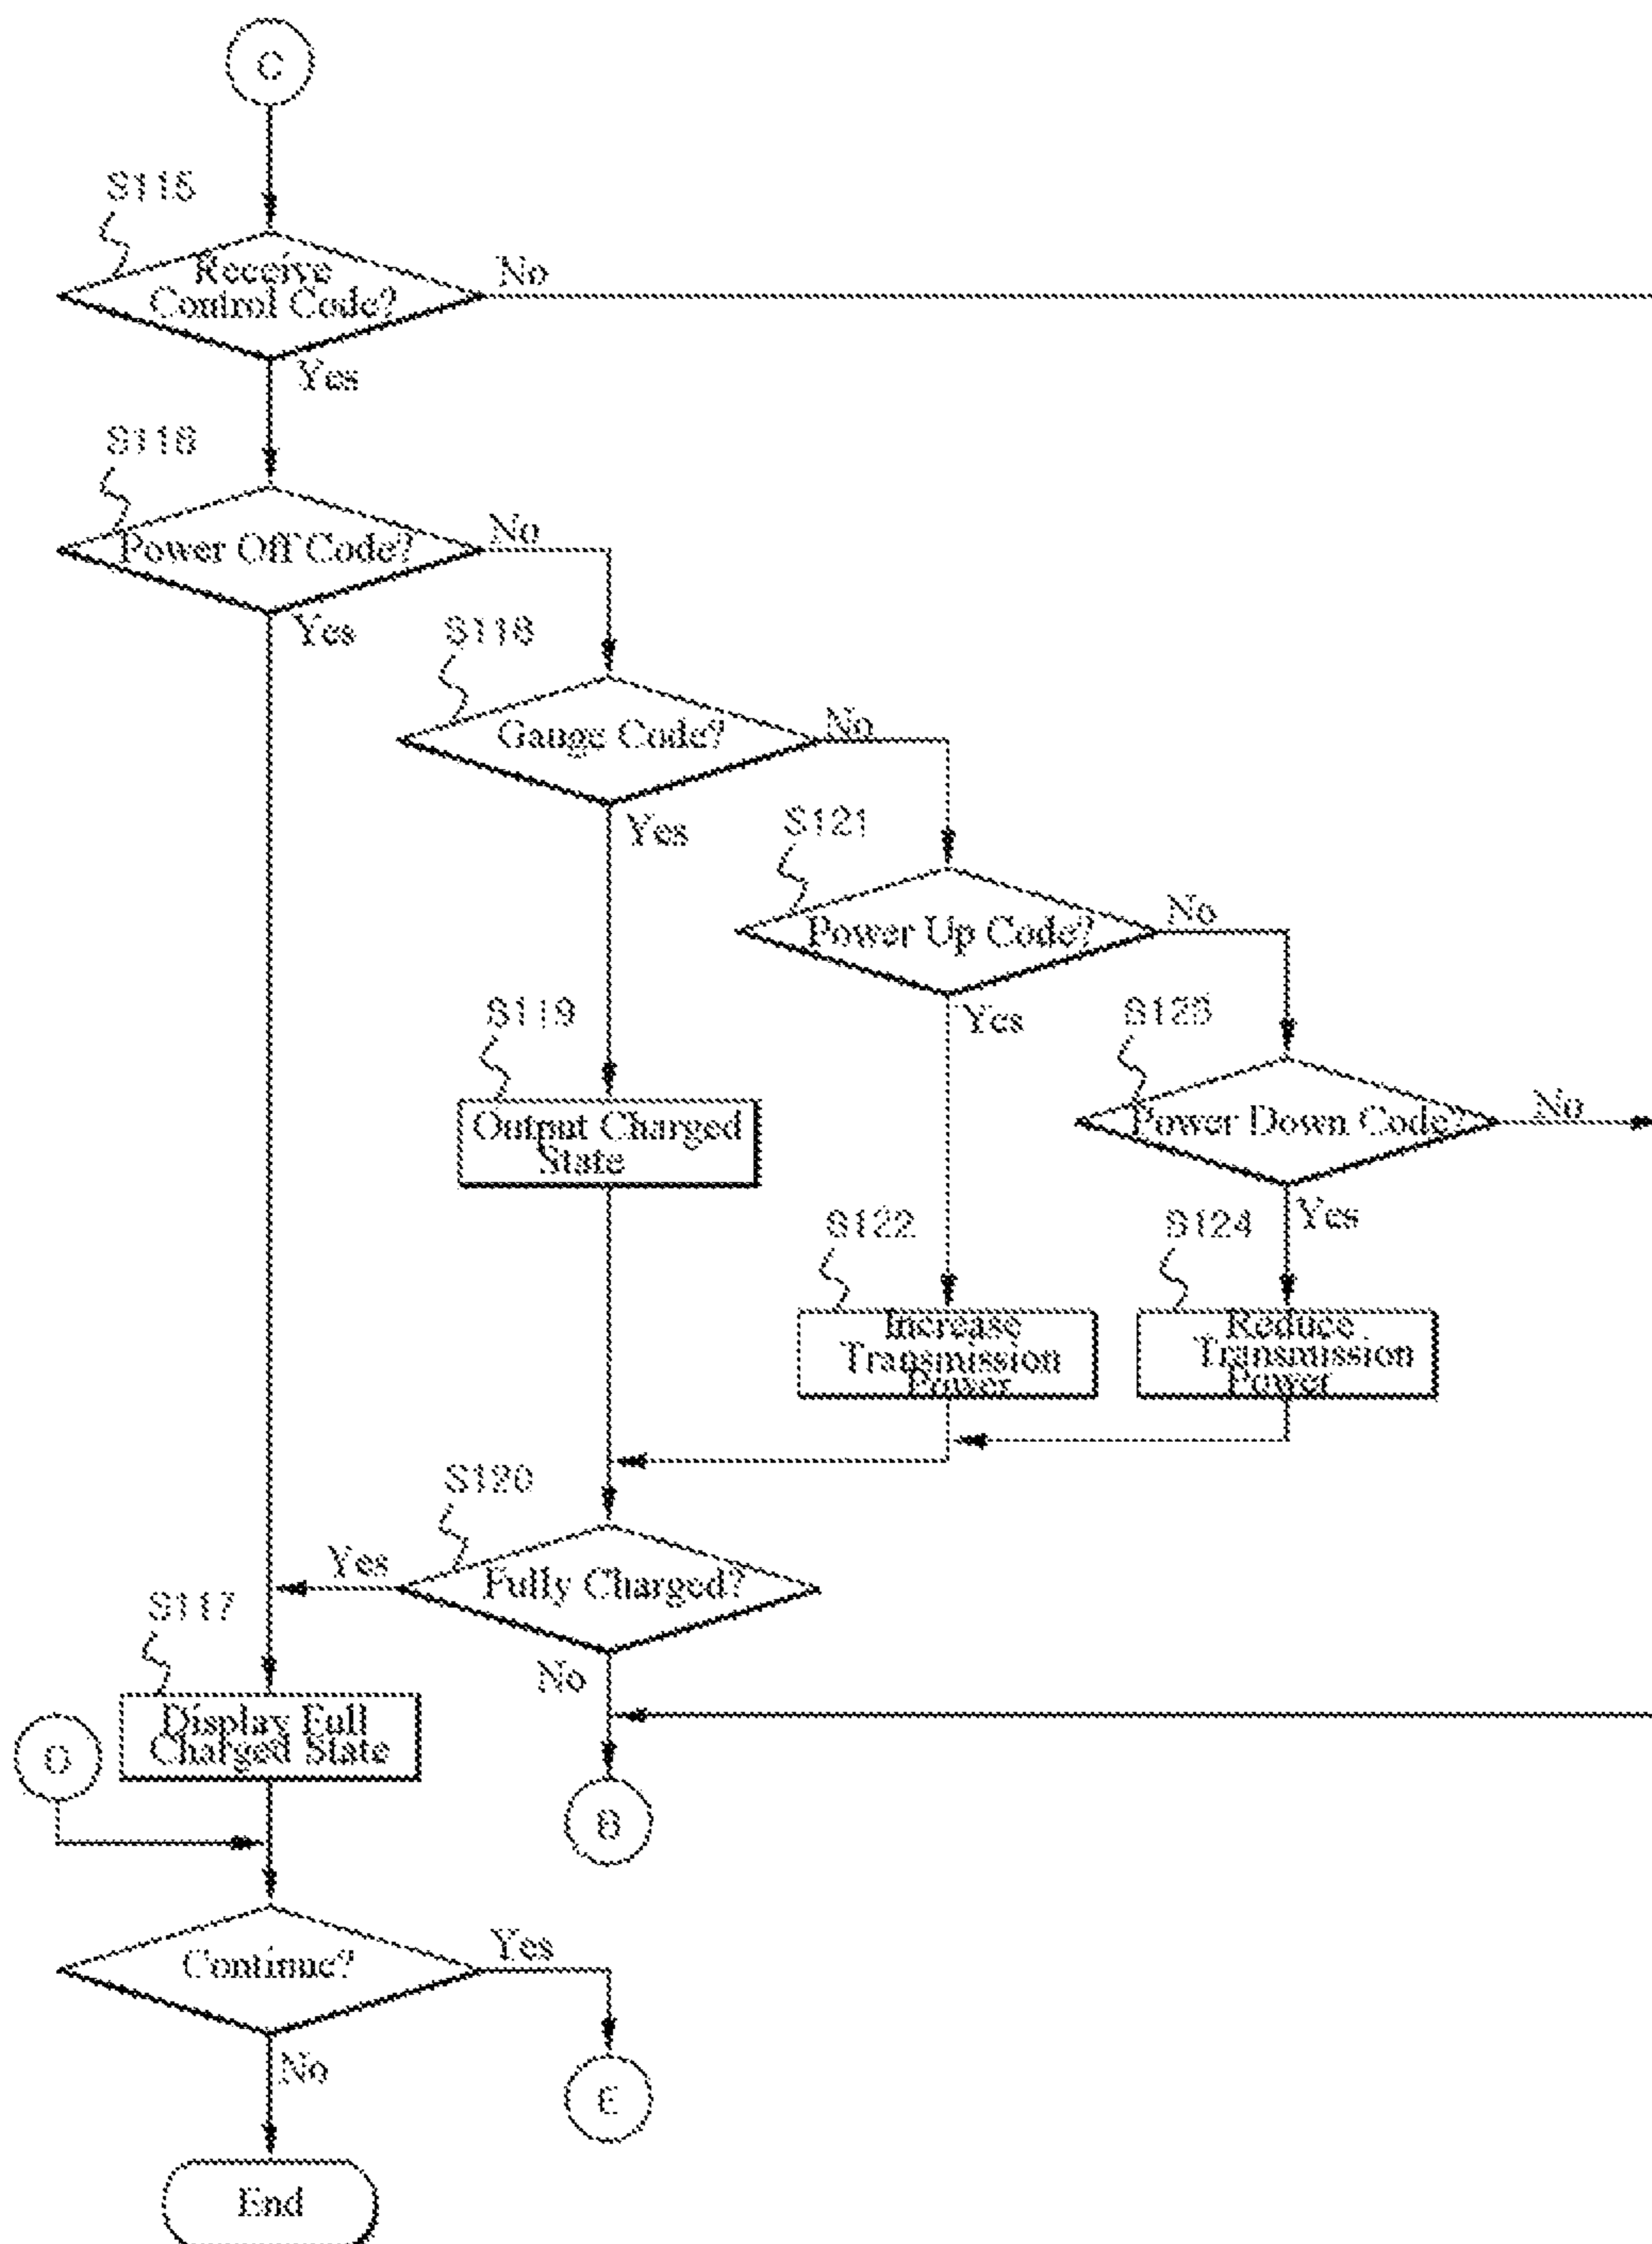 C
S115
Receive
Control Code?
No
Yes
S116
Power Off Code?
No
Yes
S118
Gauge Code?
No
Yes
S121
Power Up Code?
No
Yes
S119
Output Charged
State
S123
Power Down Code?
No
Yes
S122
Increase
Transmission
Power
S124
Reduce
Transmission
Power
S120
Fully Charged?
Yes
No
S117
Display Full
Charged State
B
Continue?
Yes
No
E
End